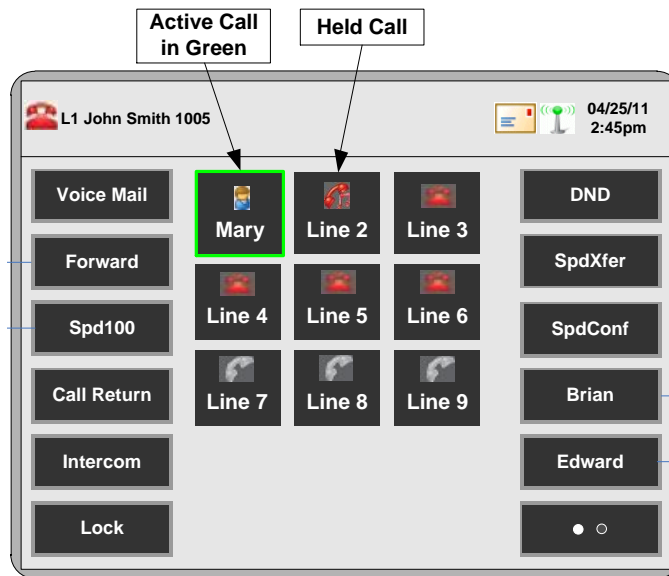 Active Call
in Green
Held Call
L1 John Smith 1005
04/25/11
2:45pm
Voice Mail
Forward
Spd100
Call Return
Intercom
Lock
Mary
Line 2
Line 3
Line 4
Line 5
Line 6
Line 7
Line 8
Line 9
DND
SpdXfer
SpdConf
Brian
Edward